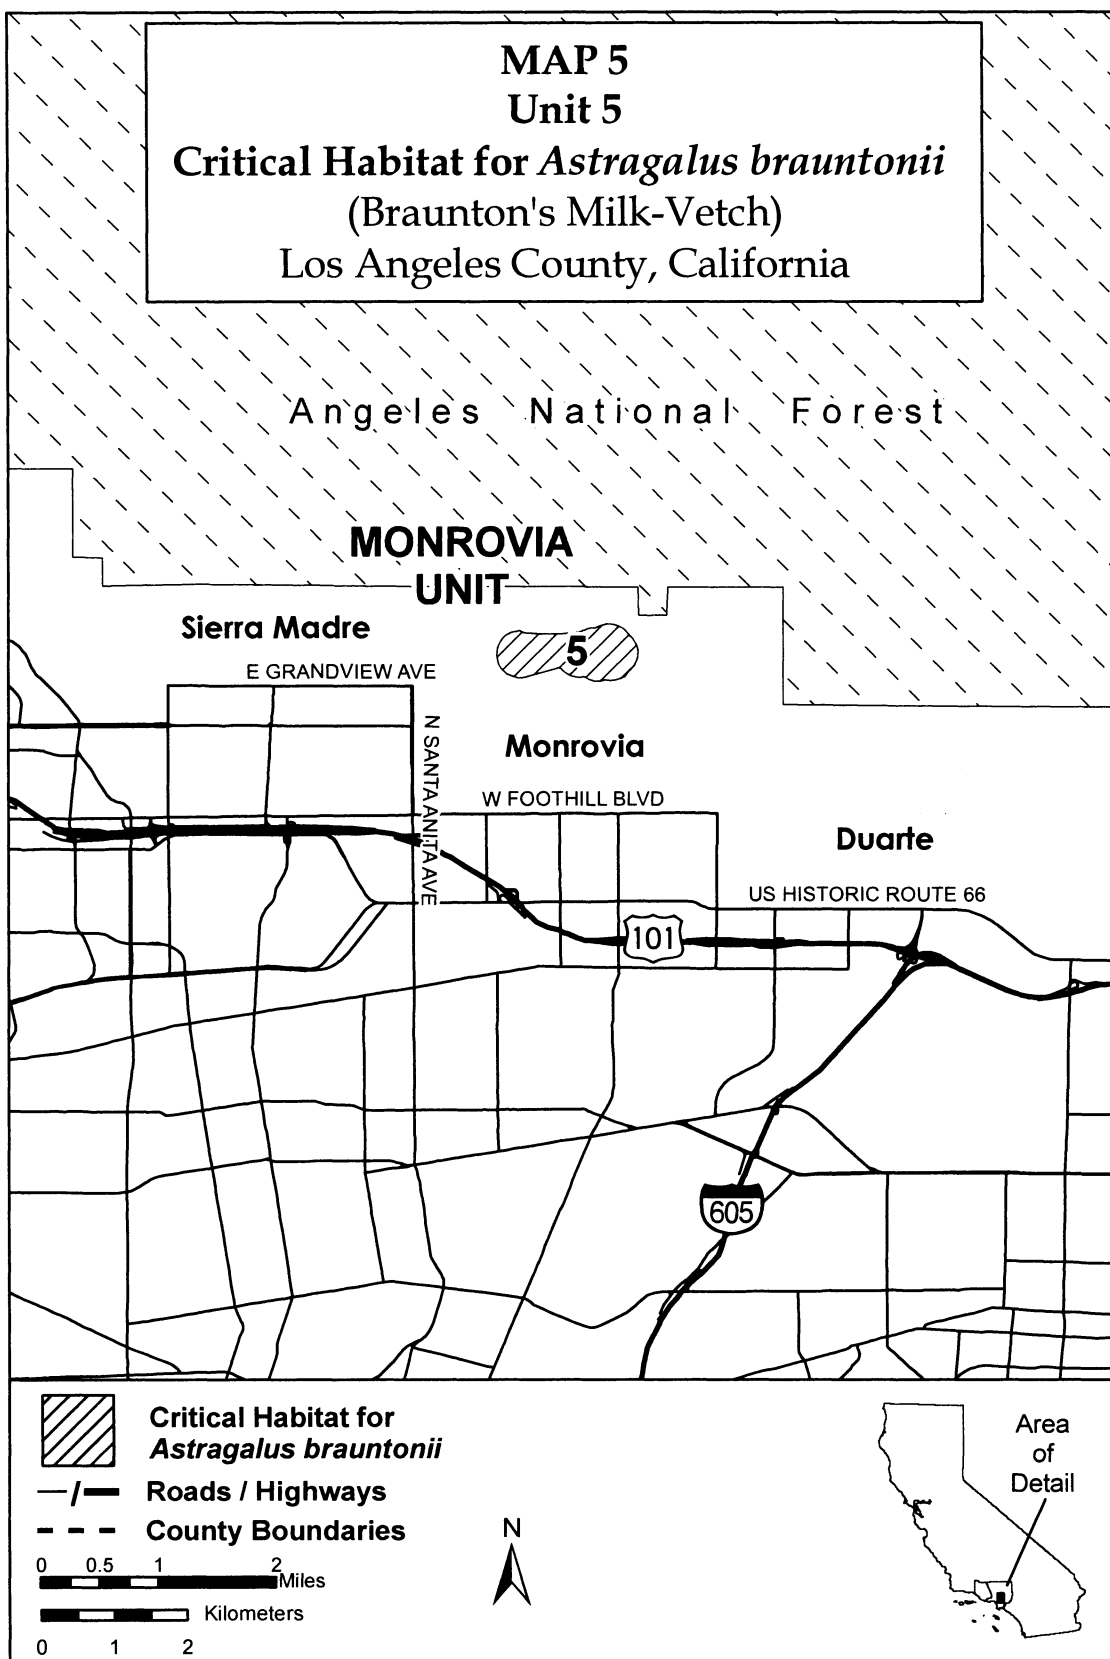 MAP 5
Unit 5
Critical Habitat for Astragalus brauntonii
(Braunton's Milk-Vetch)
Los Angeles County, California
Angeles National Forest
MONROVIA
UNIT
Sierra Madre
5
E GRANDVIEW AVE
N SANTA ANITA AVE
Monrovia
W FOOTHILL BLVD
Duarte
US HISTORIC ROUTE 66
101
605
Critical Habitat for
Astragalus brauntonii
Roads / Highways
County Boundaries
0 0.5 1 2
Miles
Kilometers
0 1 2
N
Area
of
Detail